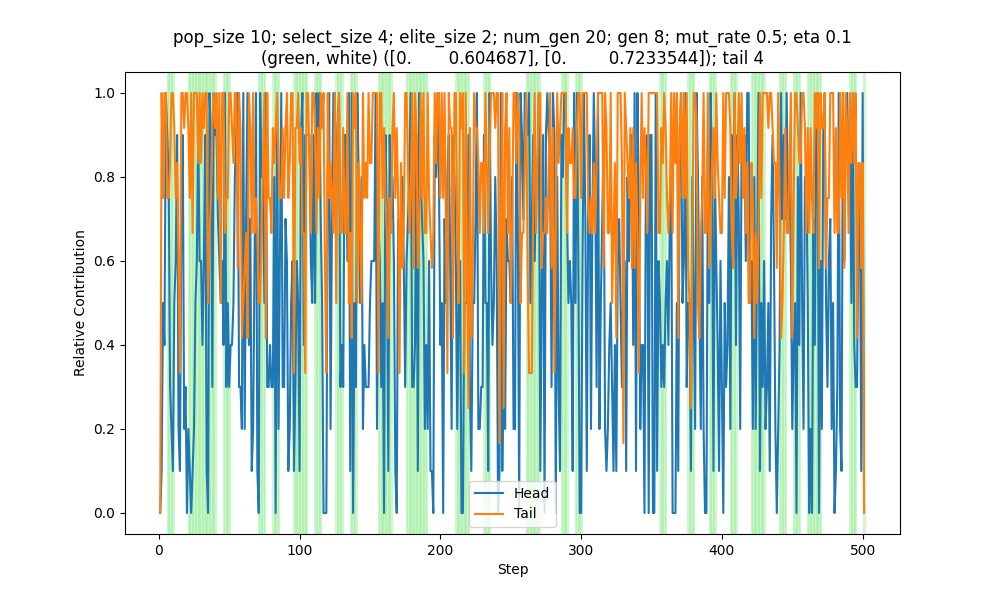 pop_size 10; select_size 4; elite_size 2; num_gen 20; gen 8; mut_rate 0.5; eta 0.1
(green, white) ([0. 0.604687], [0. 0.7233544]); tail 4
Relative Contribution
1.0
0.8
0.6
0.4
0.2
0.0
Head
Tail
0 100 200 300 400 500
Step